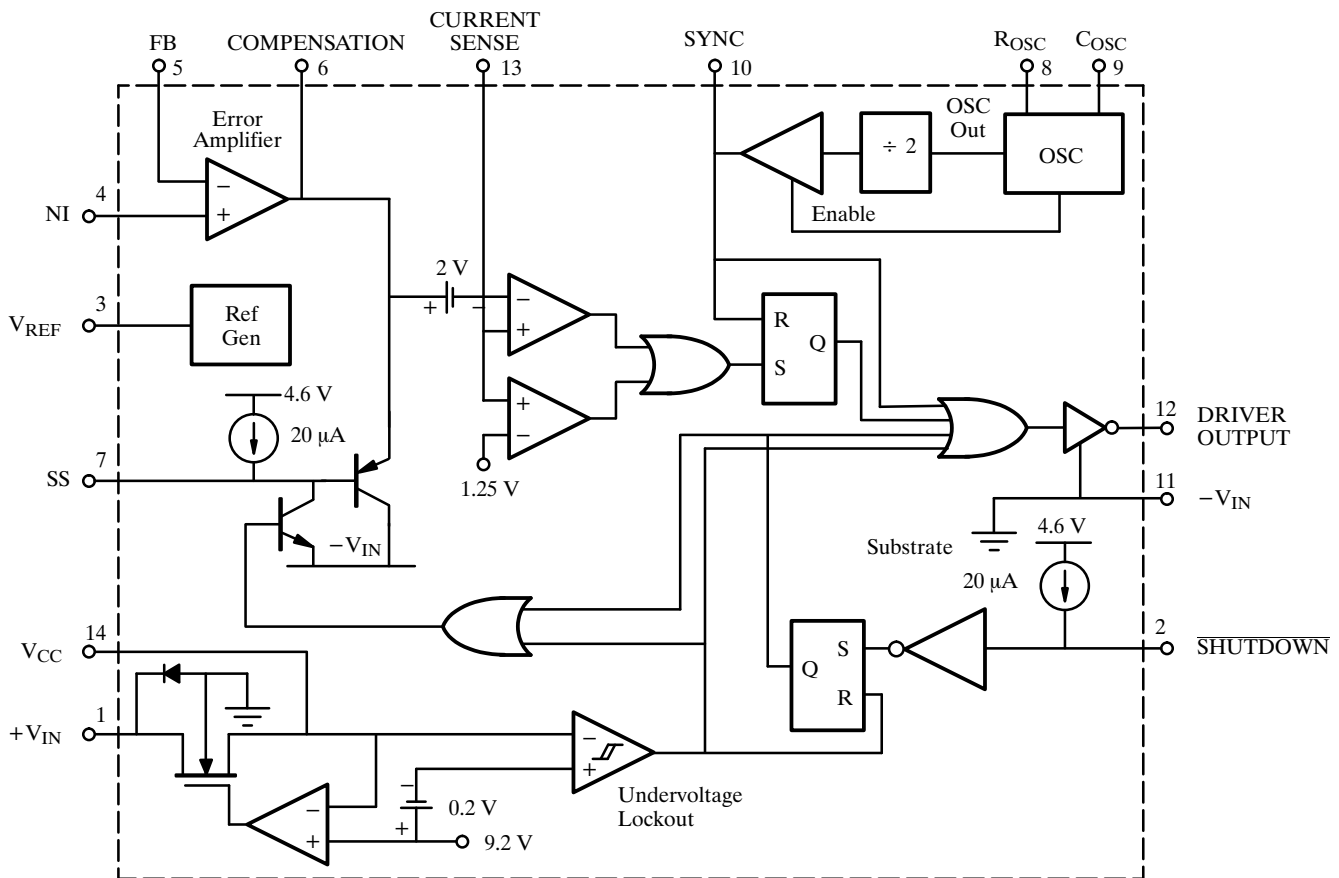 FB
COMPENSATION
CURRENT
SENSE
SYNC
ROSC
COSC
5
6
13
10
8
9
Error
Amplifier
OSC
Out
÷ 2
OSC
Enable
4
NI
−
+
2 V
+
−
−
+
3
VREF
Ref
Gen
R
Q
S
4.6 V
20 µA
+
−
1.25 V
7
SS
12
DRIVER
OUTPUT
11
−VIN
−VIN
Substrate
4.6 V
20 µA
14
VCC
2
SHUTDOWN
S
Q
R
1
+VIN
−
+
−
0.2 V
+
9.2 V
−
+
Undervoltage
Lockout